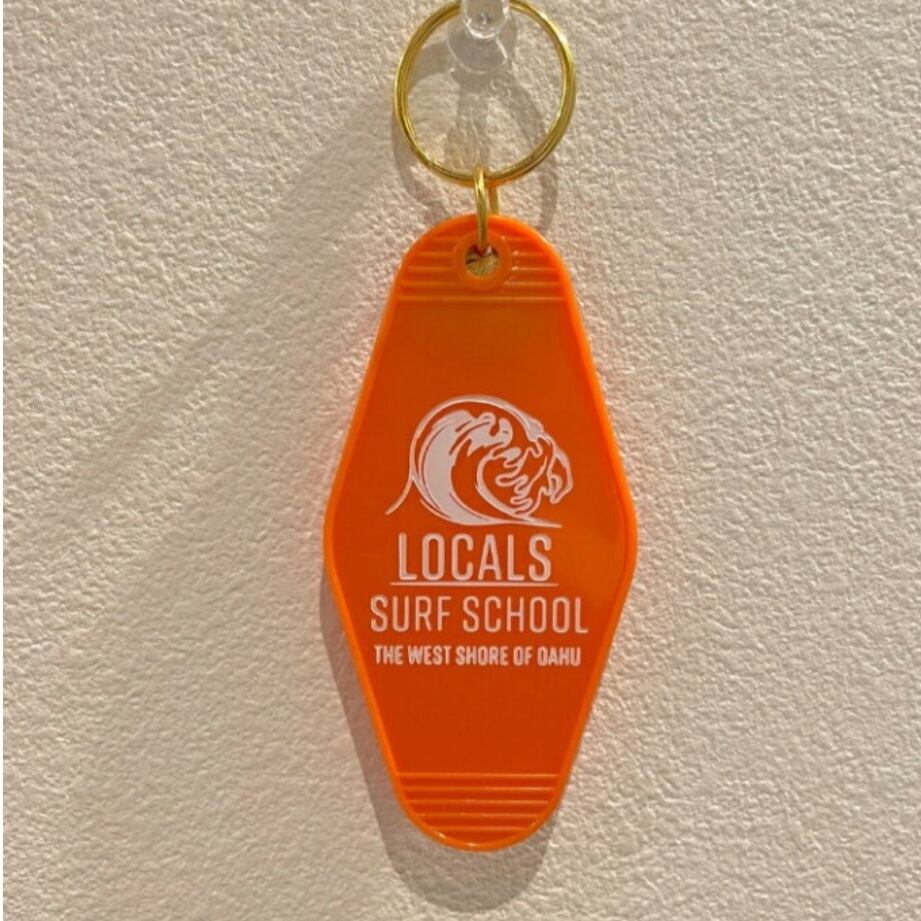 LOCALS
SURF SCHOOL
THE WEST SHORE OF OAHU